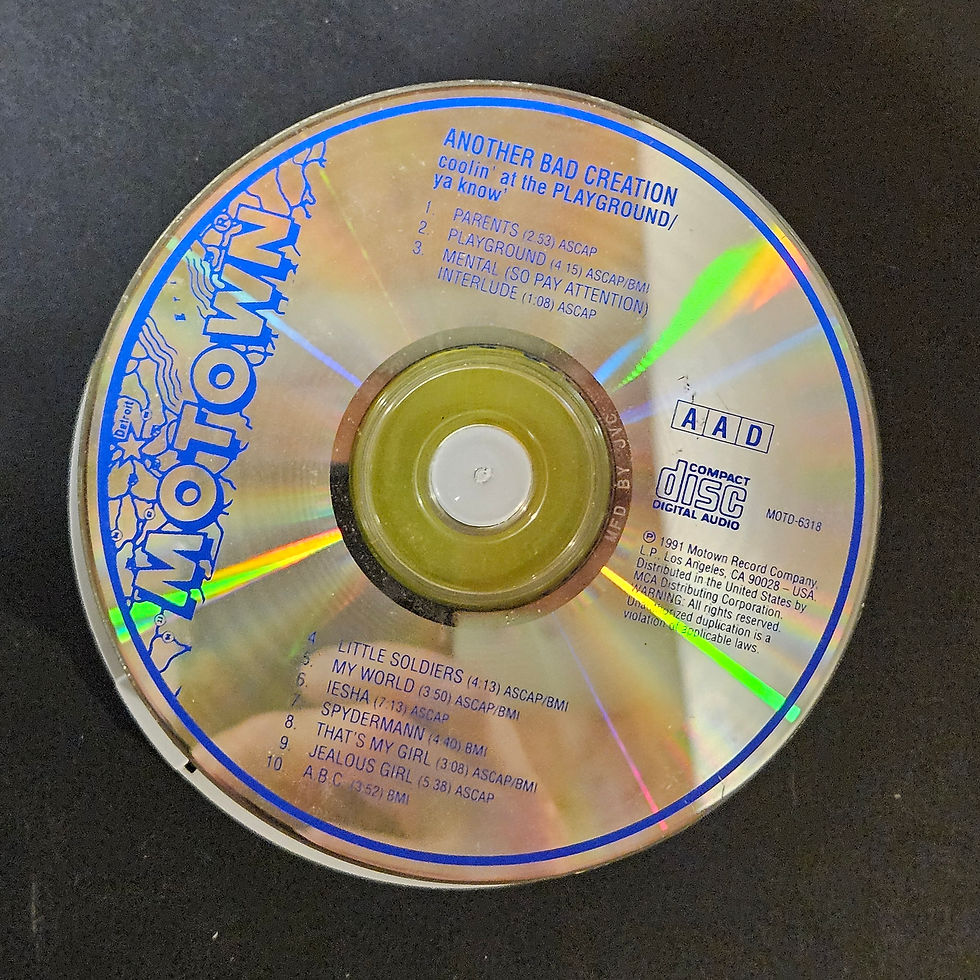 ANOTHER BAD CREATION
coolin' at the PLAYGROUND/
ya know'
1. PARENTS (2:53) ASCAP
2. PLAYGROUND (4:15) ASCAP/BMI
3. MENTAL (SO PAY ATTENTION)
INTERLUDE (1:08) ASCAP
MOTOWN
®
Detroit
AAD
COMPACT
disc
DIGITAL AUDIO
MOTD-6318
MFD BY JVC
℗ 1991 Motown Record Company,
L.P., Los Angeles, CA 90028 – USA.
Distributed in the United States by
MCA Distributing Corporation.
WARNING: All rights reserved.
Unauthorized duplication is a
violation of applicable laws.
4. LITTLE SOLDIERS (4:13) ASCAP/BMI
5. MY WORLD (3:50) ASCAP/BMI
6. IESHA (7:13) ASCAP
7. SPYDERMANN (4:40) BMI
8. THAT'S MY GIRL (3:08) ASCAP/BMI
9. JEALOUS GIRL (5:38) ASCAP
10. A.B.C. (3:52) BMI